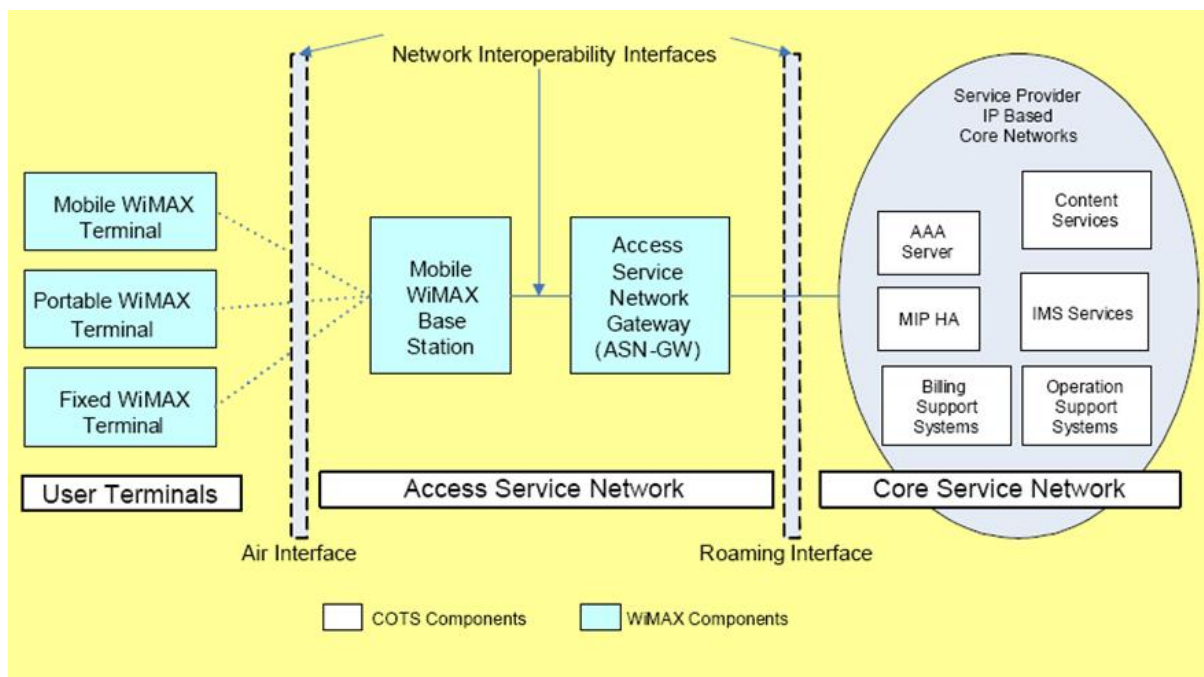 Network Interoperability Interfaces
Service Provider
IP Based
Core Networks
Mobile WiMAX
Terminal
Portable WiMAX
Terminal
Fixed WiMAX
Terminal
Mobile
WiMAX
Base
Station
Access
Service
Network
Gateway
(ASN-GW)
AAA
Server
Content
Services
MIP HA
IMS Services
Billing
Support
Systems
Operation
Support
Systems
User Terminals
Access Service Network
Core Service Network
Air Interface
Roaming Interface
COTS Components
WiMAX Components